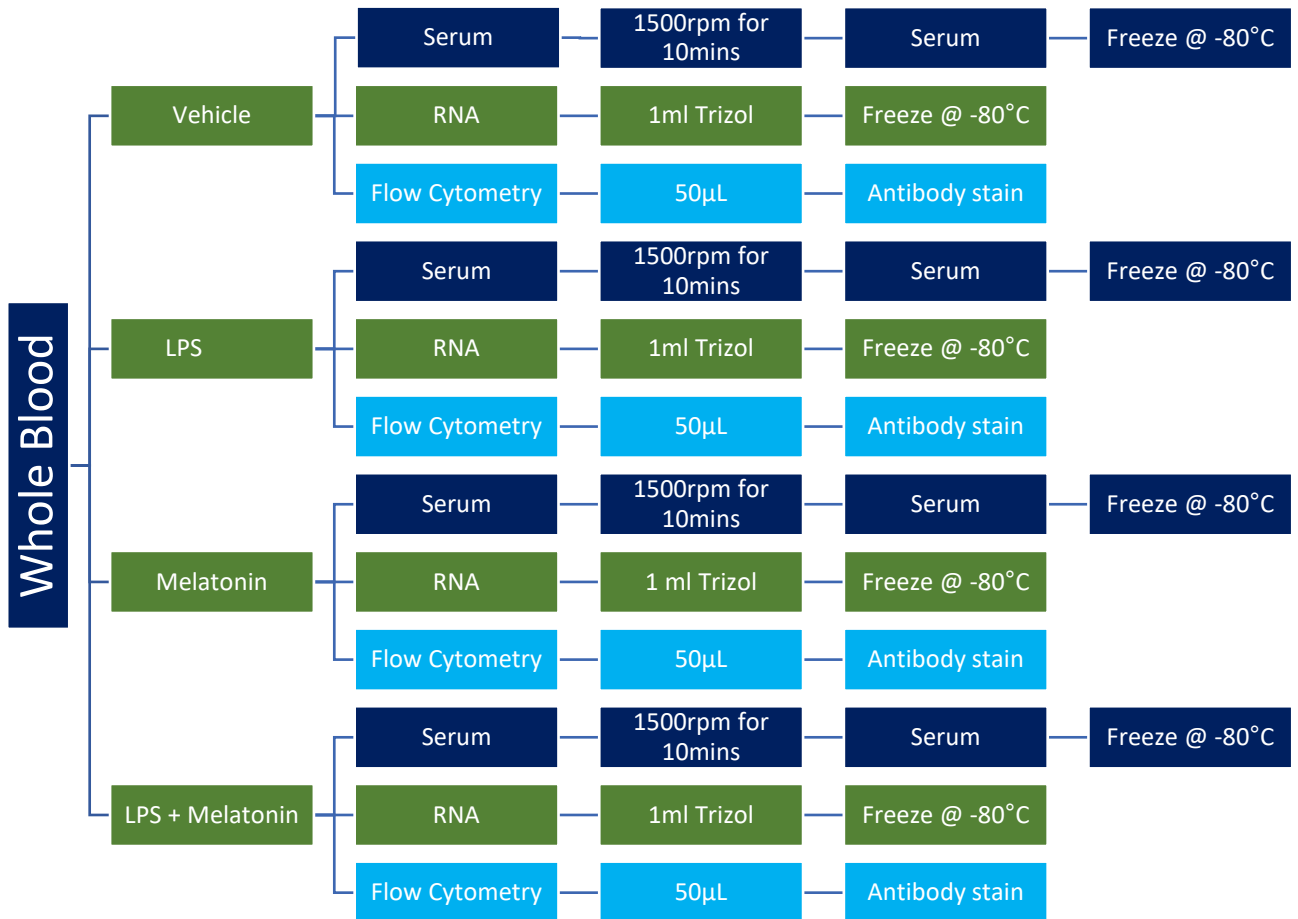 Whole Blood
Vehicle
Serum
1500rpm for
10mins
Serum
Freeze @ -80°C
RNA
1ml Trizol
Freeze @ -80°C
Flow Cytometry
50µL
Antibody stain
LPS
Serum
1500rpm for
10mins
Serum
Freeze @ -80°C
RNA
1ml Trizol
Freeze @ -80°C
Flow Cytometry
50µL
Antibody stain
Melatonin
Serum
1500rpm for
10mins
Serum
Freeze @ -80°C
RNA
1 ml Trizol
Freeze @ -80°C
Flow Cytometry
50µL
Antibody stain
LPS + Melatonin
Serum
1500rpm for
10mins
Serum
Freeze @ -80°C
RNA
1ml Trizol
Freeze @ -80°C
Flow Cytometry
50µL
Antibody stain